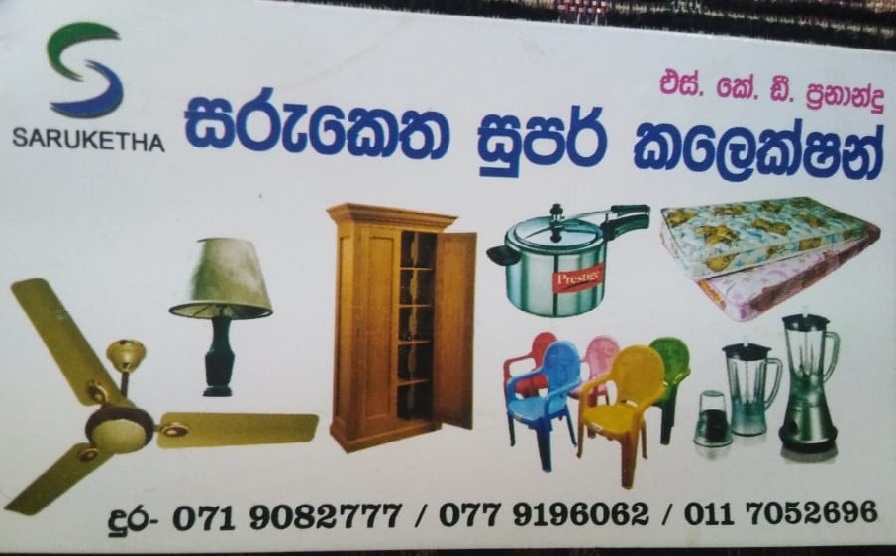 එස්. කේ. ඩී. ප්‍රනාන්දු
SARUKETHA
සරුකෙත සුපර් කලෙක්ෂන්
Prestige
දුර- 071 9082777 / 077 9196062 / 011 7052696